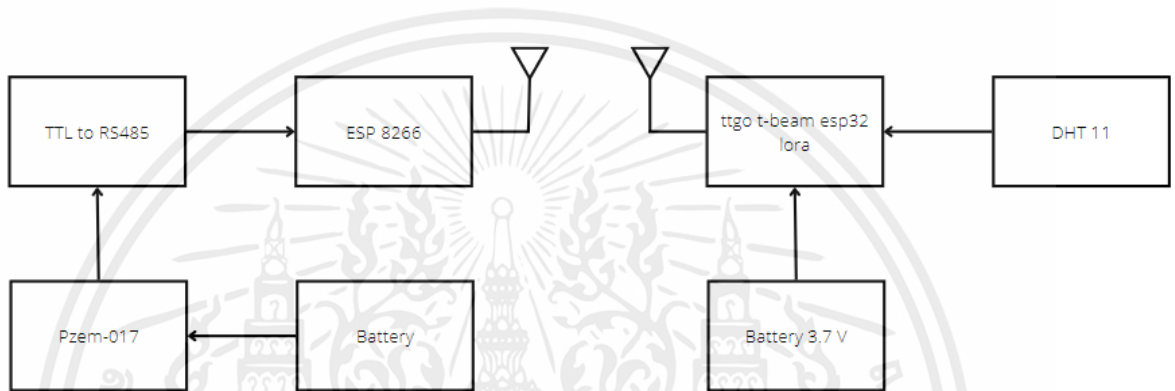 TTL to RS485
ESP 8266
ttgo t-beam esp32
lora
DHT 11
Pzem-017
Battery
Battery 3.7 V